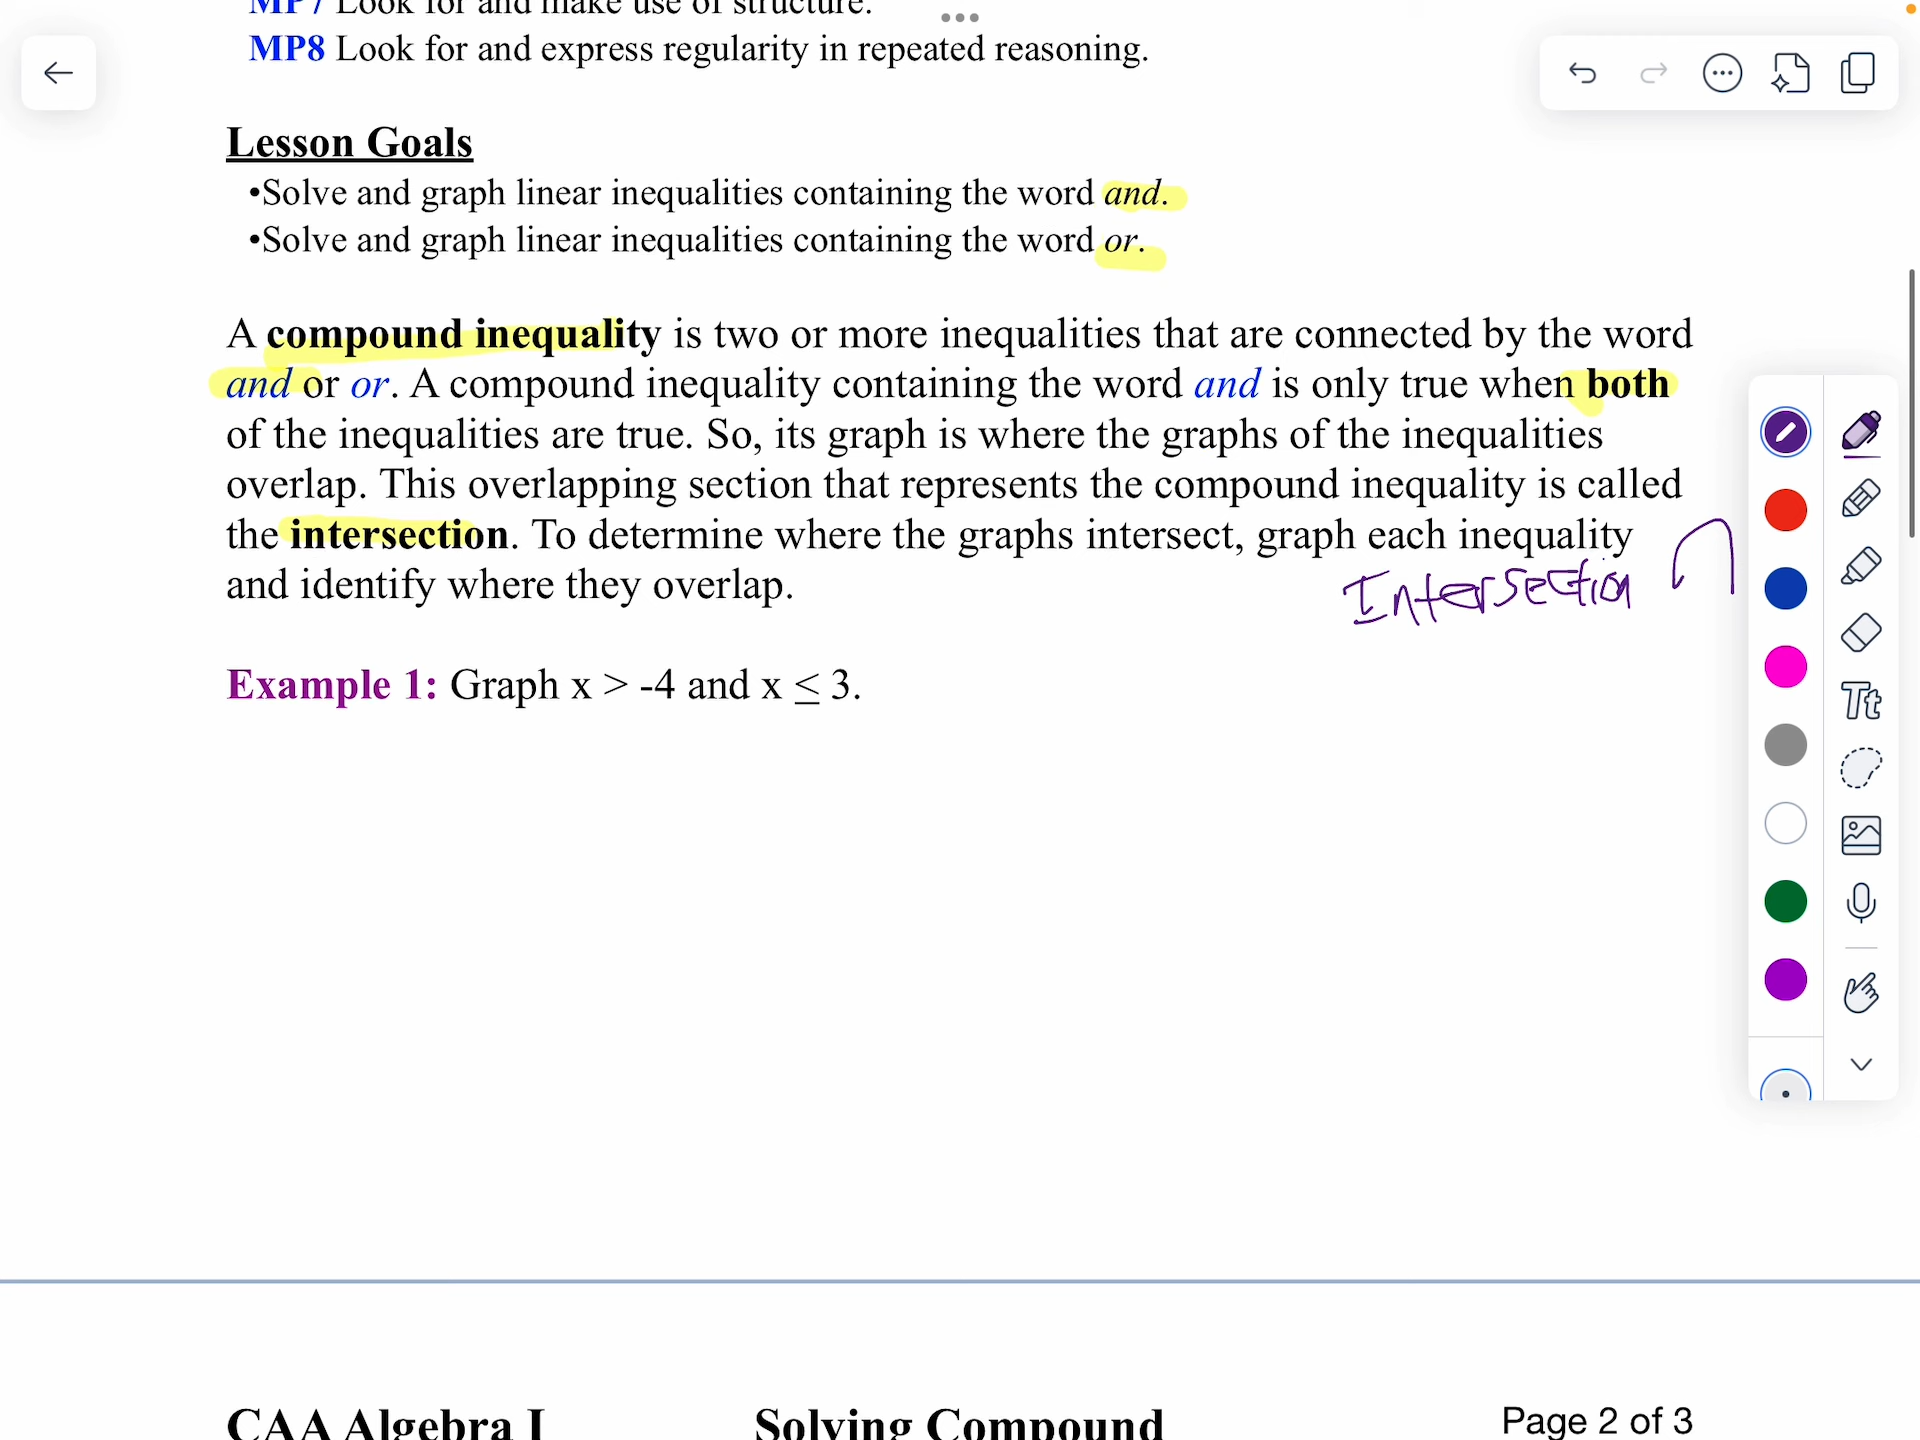 MP7 Look for and make use of structure.
MP8 Look for and express regularity in repeated reasoning.
Lesson Goals
•Solve and graph linear inequalities containing the word and.
•Solve and graph linear inequalities containing the word or.
A compound inequality is two or more inequalities that are connected by the word
and or or. A compound inequality containing the word and is only true when both
of the inequalities are true. So, its graph is where the graphs of the inequalities
overlap. This overlapping section that represents the compound inequality is called
the intersection. To determine where the graphs intersect, graph each inequality
and identify where they overlap.
Intersection ∩
Example 1: Graph x > -4 and x ≤ 3.
Tt
CAA Algebra I Solving Compound Page 2 of 3